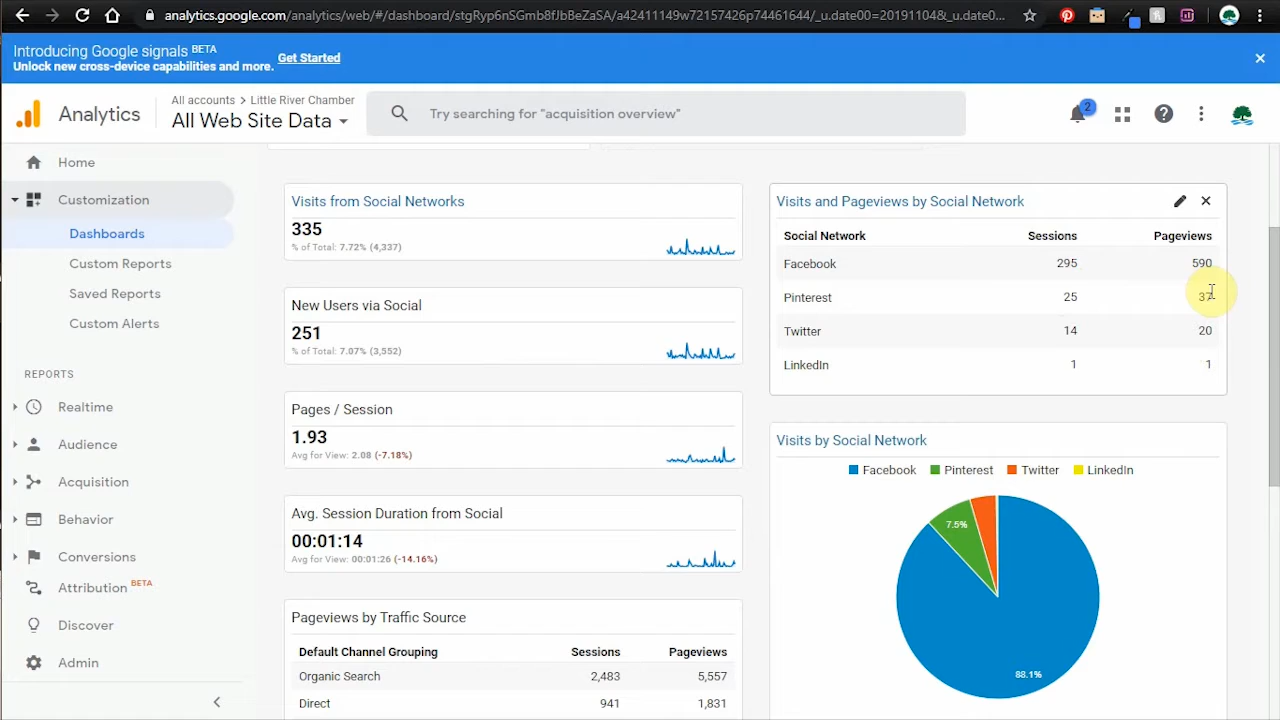 analytics.google.com/analytics/web/#/dashboard/stgRyp6nSGmb8fJbBeZaSA/a42411149w72157426p74461644/_u.date00=20191104&_u.date0...
Introducing Google signals BETA
Unlock new cross-device capabilities and more. Get Started
Analytics
All accounts > Little River Chamber
All Web Site Data
Try searching for "acquisition overview"
2
Home
Customization
Dashboards
Custom Reports
Saved Reports
Custom Alerts
REPORTS
Realtime
Audience
Acquisition
Behavior
Conversions
Attribution BETA
Discover
Admin
Visits from Social Networks
335
% of Total: 7.72% (4,337)
New Users via Social
251
% of Total: 7.07% (3,552)
Pages / Session
1.93
Avg for View: 2.08 (-7.18%)
Avg. Session Duration from Social
00:01:14
Avg for View: 00:01:26 (-14.16%)
Pageviews by Traffic Source
Default Channel Grouping Sessions Pageviews
Organic Search 2,483 5,557
Direct 941 1,831
Visits and Pageviews by Social Network
Social Network Sessions Pageviews
Facebook 295 590
Pinterest 25 37
Twitter 14 20
LinkedIn 1 1
Visits by Social Network
Facebook Pinterest Twitter LinkedIn
7.5%
88.1%